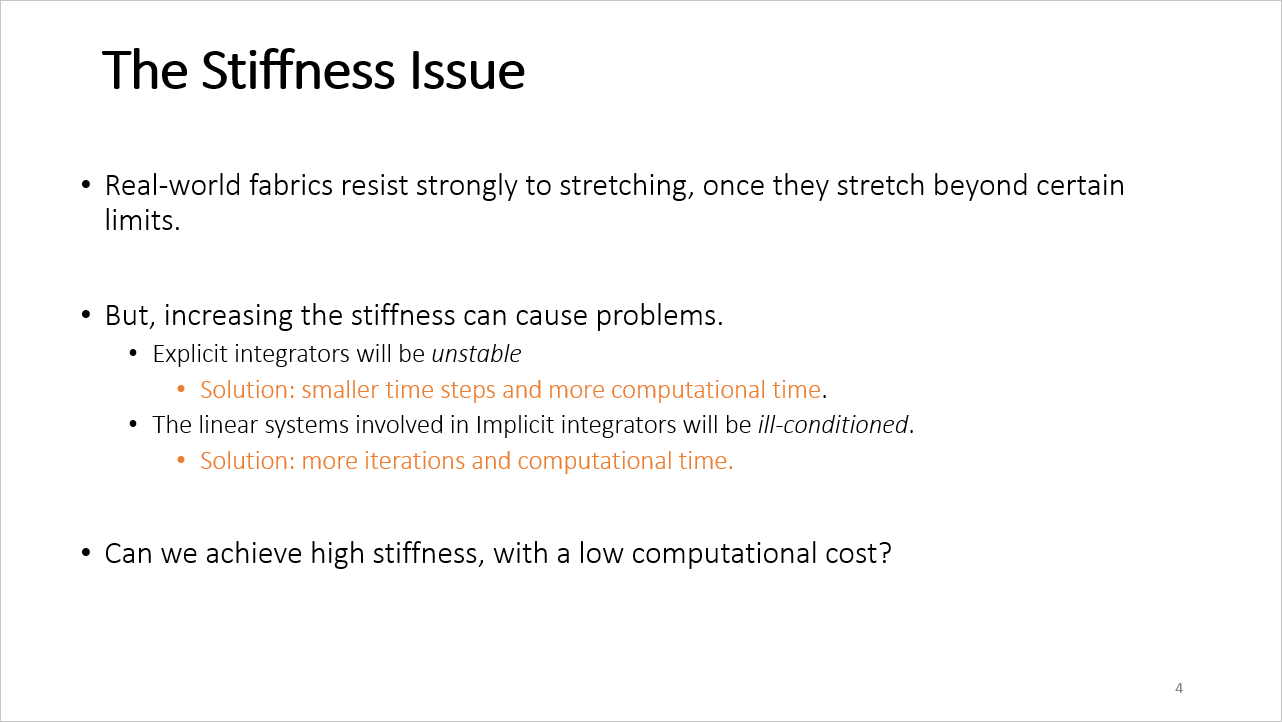 The Stiffness Issue
• Real-world fabrics resist strongly to stretching, once they stretch beyond certain
limits.
• But, increasing the stiffness can cause problems.
• Explicit integrators will be unstable
• Solution: smaller time steps and more computational time.
• The linear systems involved in Implicit integrators will be ill-conditioned.
• Solution: more iterations and computational time.
• Can we achieve high stiffness, with a low computational cost?
4